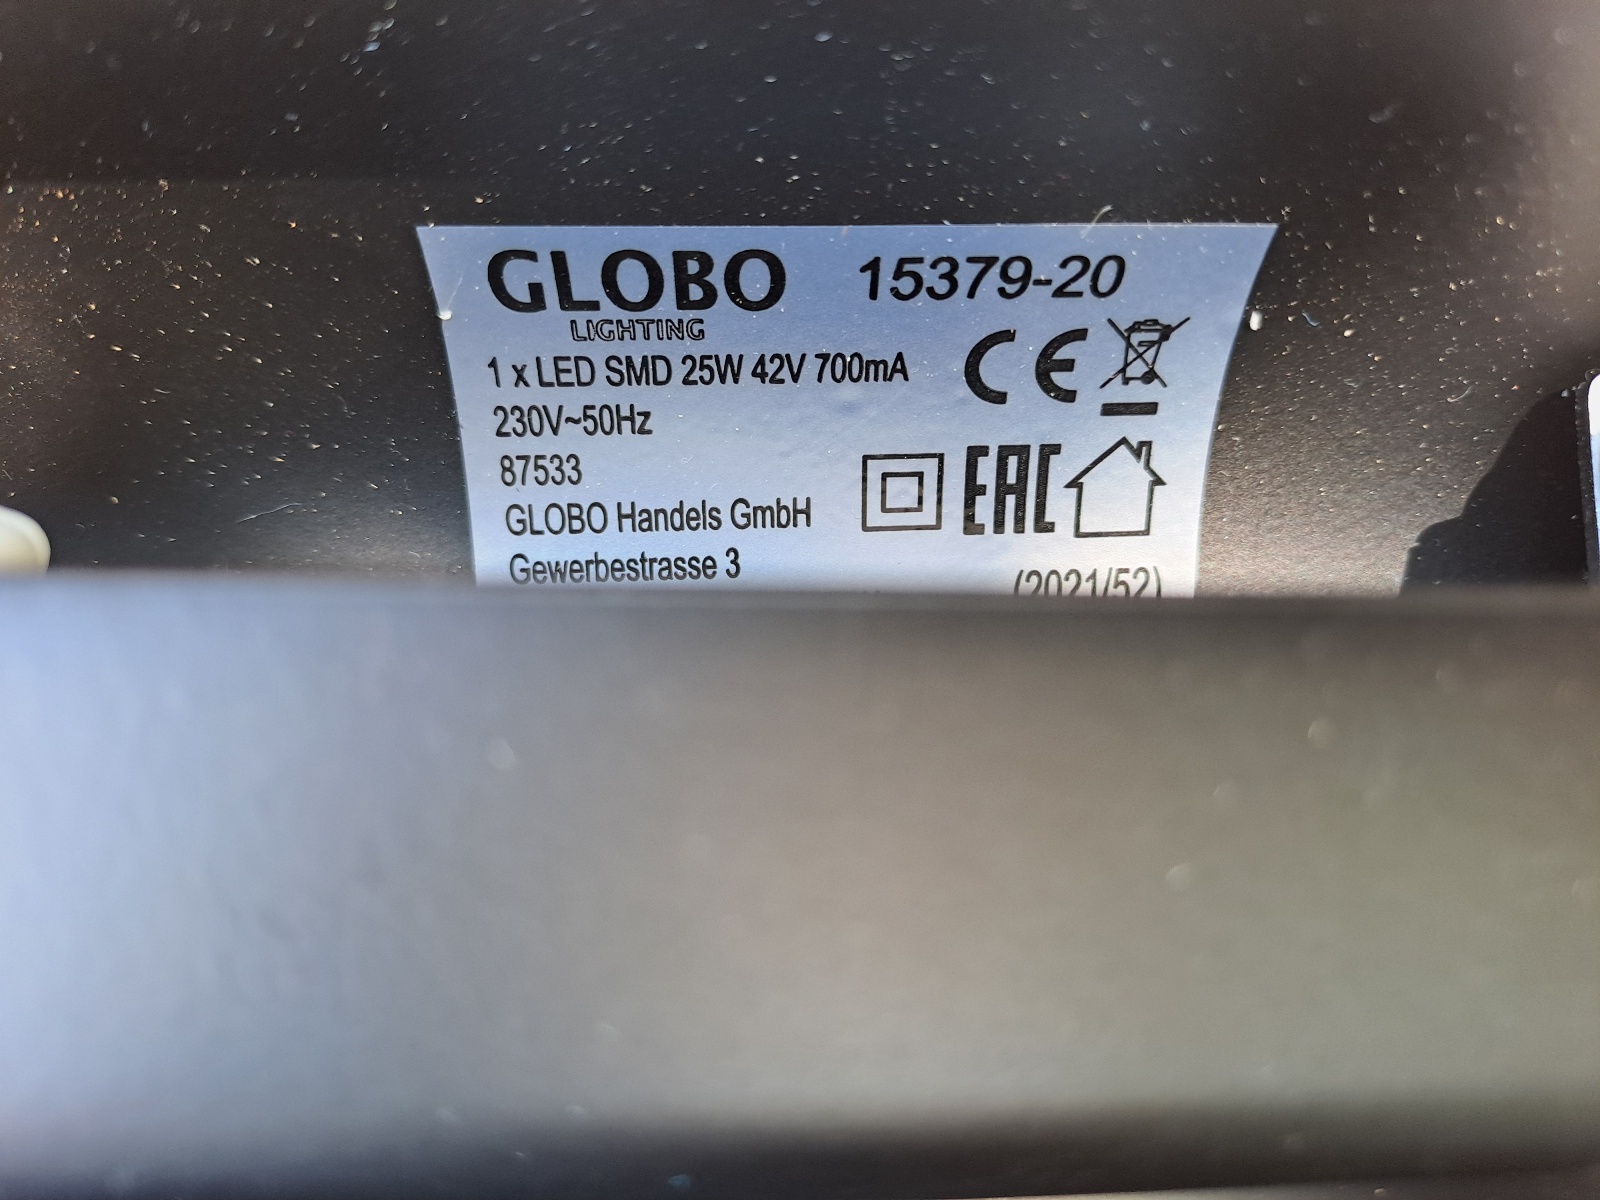 GLOBO 15379-20
LIGHTING
1 x LED SMD 25W 42V 700mA
CE
230V~50Hz
87533
EAC
GLOBO Handels GmbH
Gewerbestrasse 3
(2021/52)